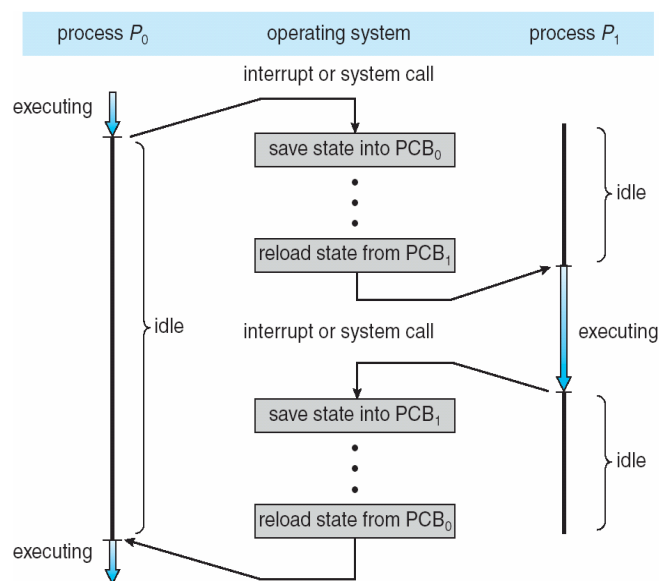 process P₀ operating system process P₁
interrupt or system call
executing
save state into PCB₀
idle
reload state from PCB₁
idle
interrupt or system call
executing
save state into PCB₁
idle
reload state from PCB₀
executing